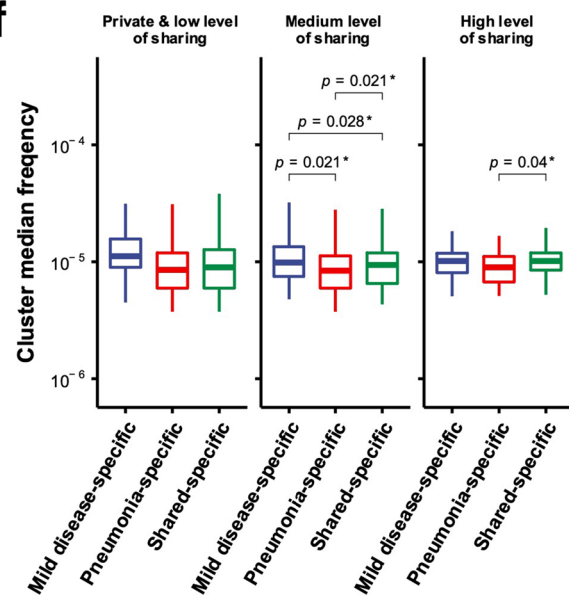 f
Private & low level
of sharing
Medium level
of sharing
High level
of sharing
Cluster median freqency
10⁻⁴
10⁻⁵
10⁻⁶
p = 0.021*
p = 0.028*
p = 0.021*
p = 0.04*
Mild disease-specific
Pneumonia-specific
Shared-specific
Mild disease-specific
Pneumonia-specific
Shared-specific
Mild disease-specific
Pneumonia-specific
Shared-specific